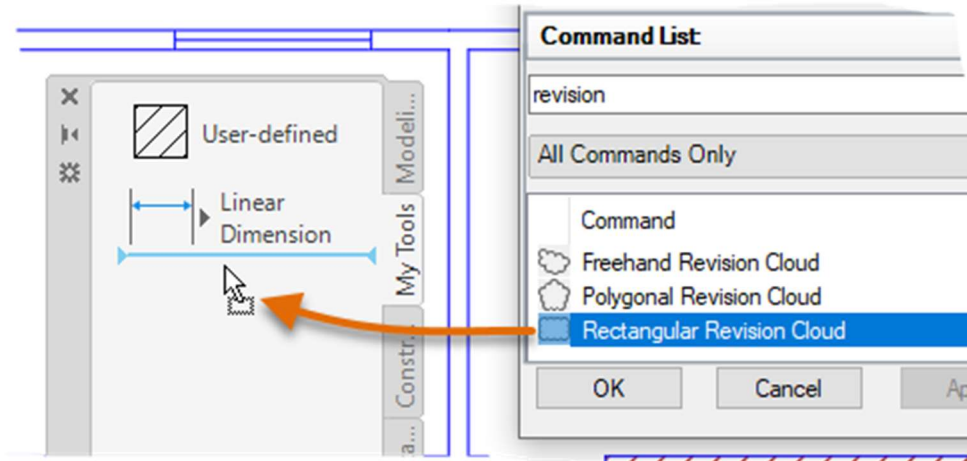 User-defined
Linear
Dimension
Modeli...
My Tools
Constr...
a...
Command List:
revision
All Commands Only
Command
Freehand Revision Cloud
Polygonal Revision Cloud
Rectangular Revision Cloud
OK
Cancel
Ap